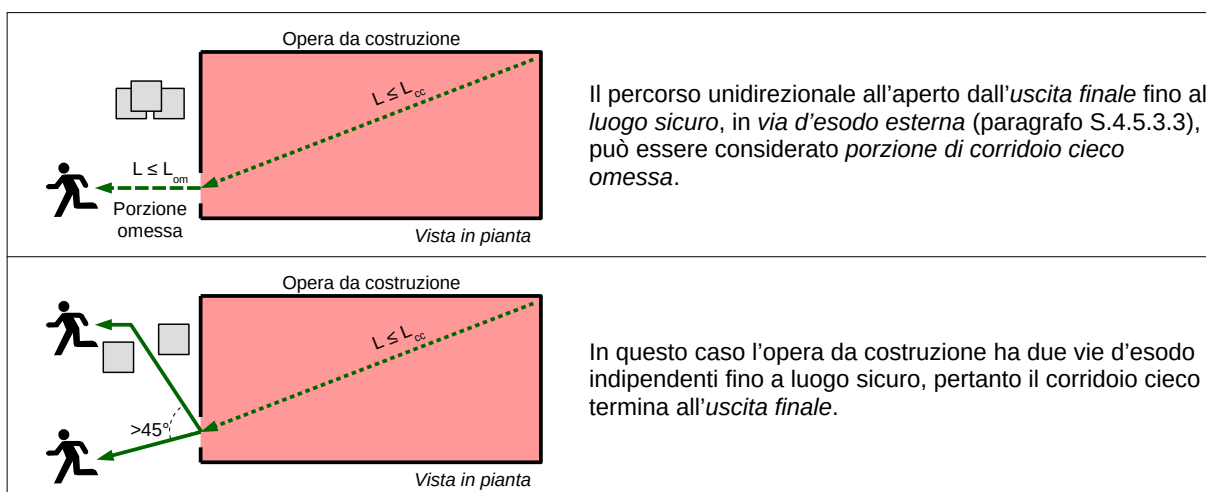 Opera da costruzione
L ≤ Lcc
L ≤ Lom
Porzione
omessa
Vista in pianta
Il percorso unidirezionale all'aperto dall'uscita finale fino al
luogo sicuro, in via d'esodo esterna (paragrafo S.4.5.3.3),
può essere considerato porzione di corridoio cieco
omessa.
Opera da costruzione
L ≤ Lcc
>45°
Vista in pianta
In questo caso l'opera da costruzione ha due vie d'esodo
indipendenti fino a luogo sicuro, pertanto il corridoio cieco
termina all'uscita finale.